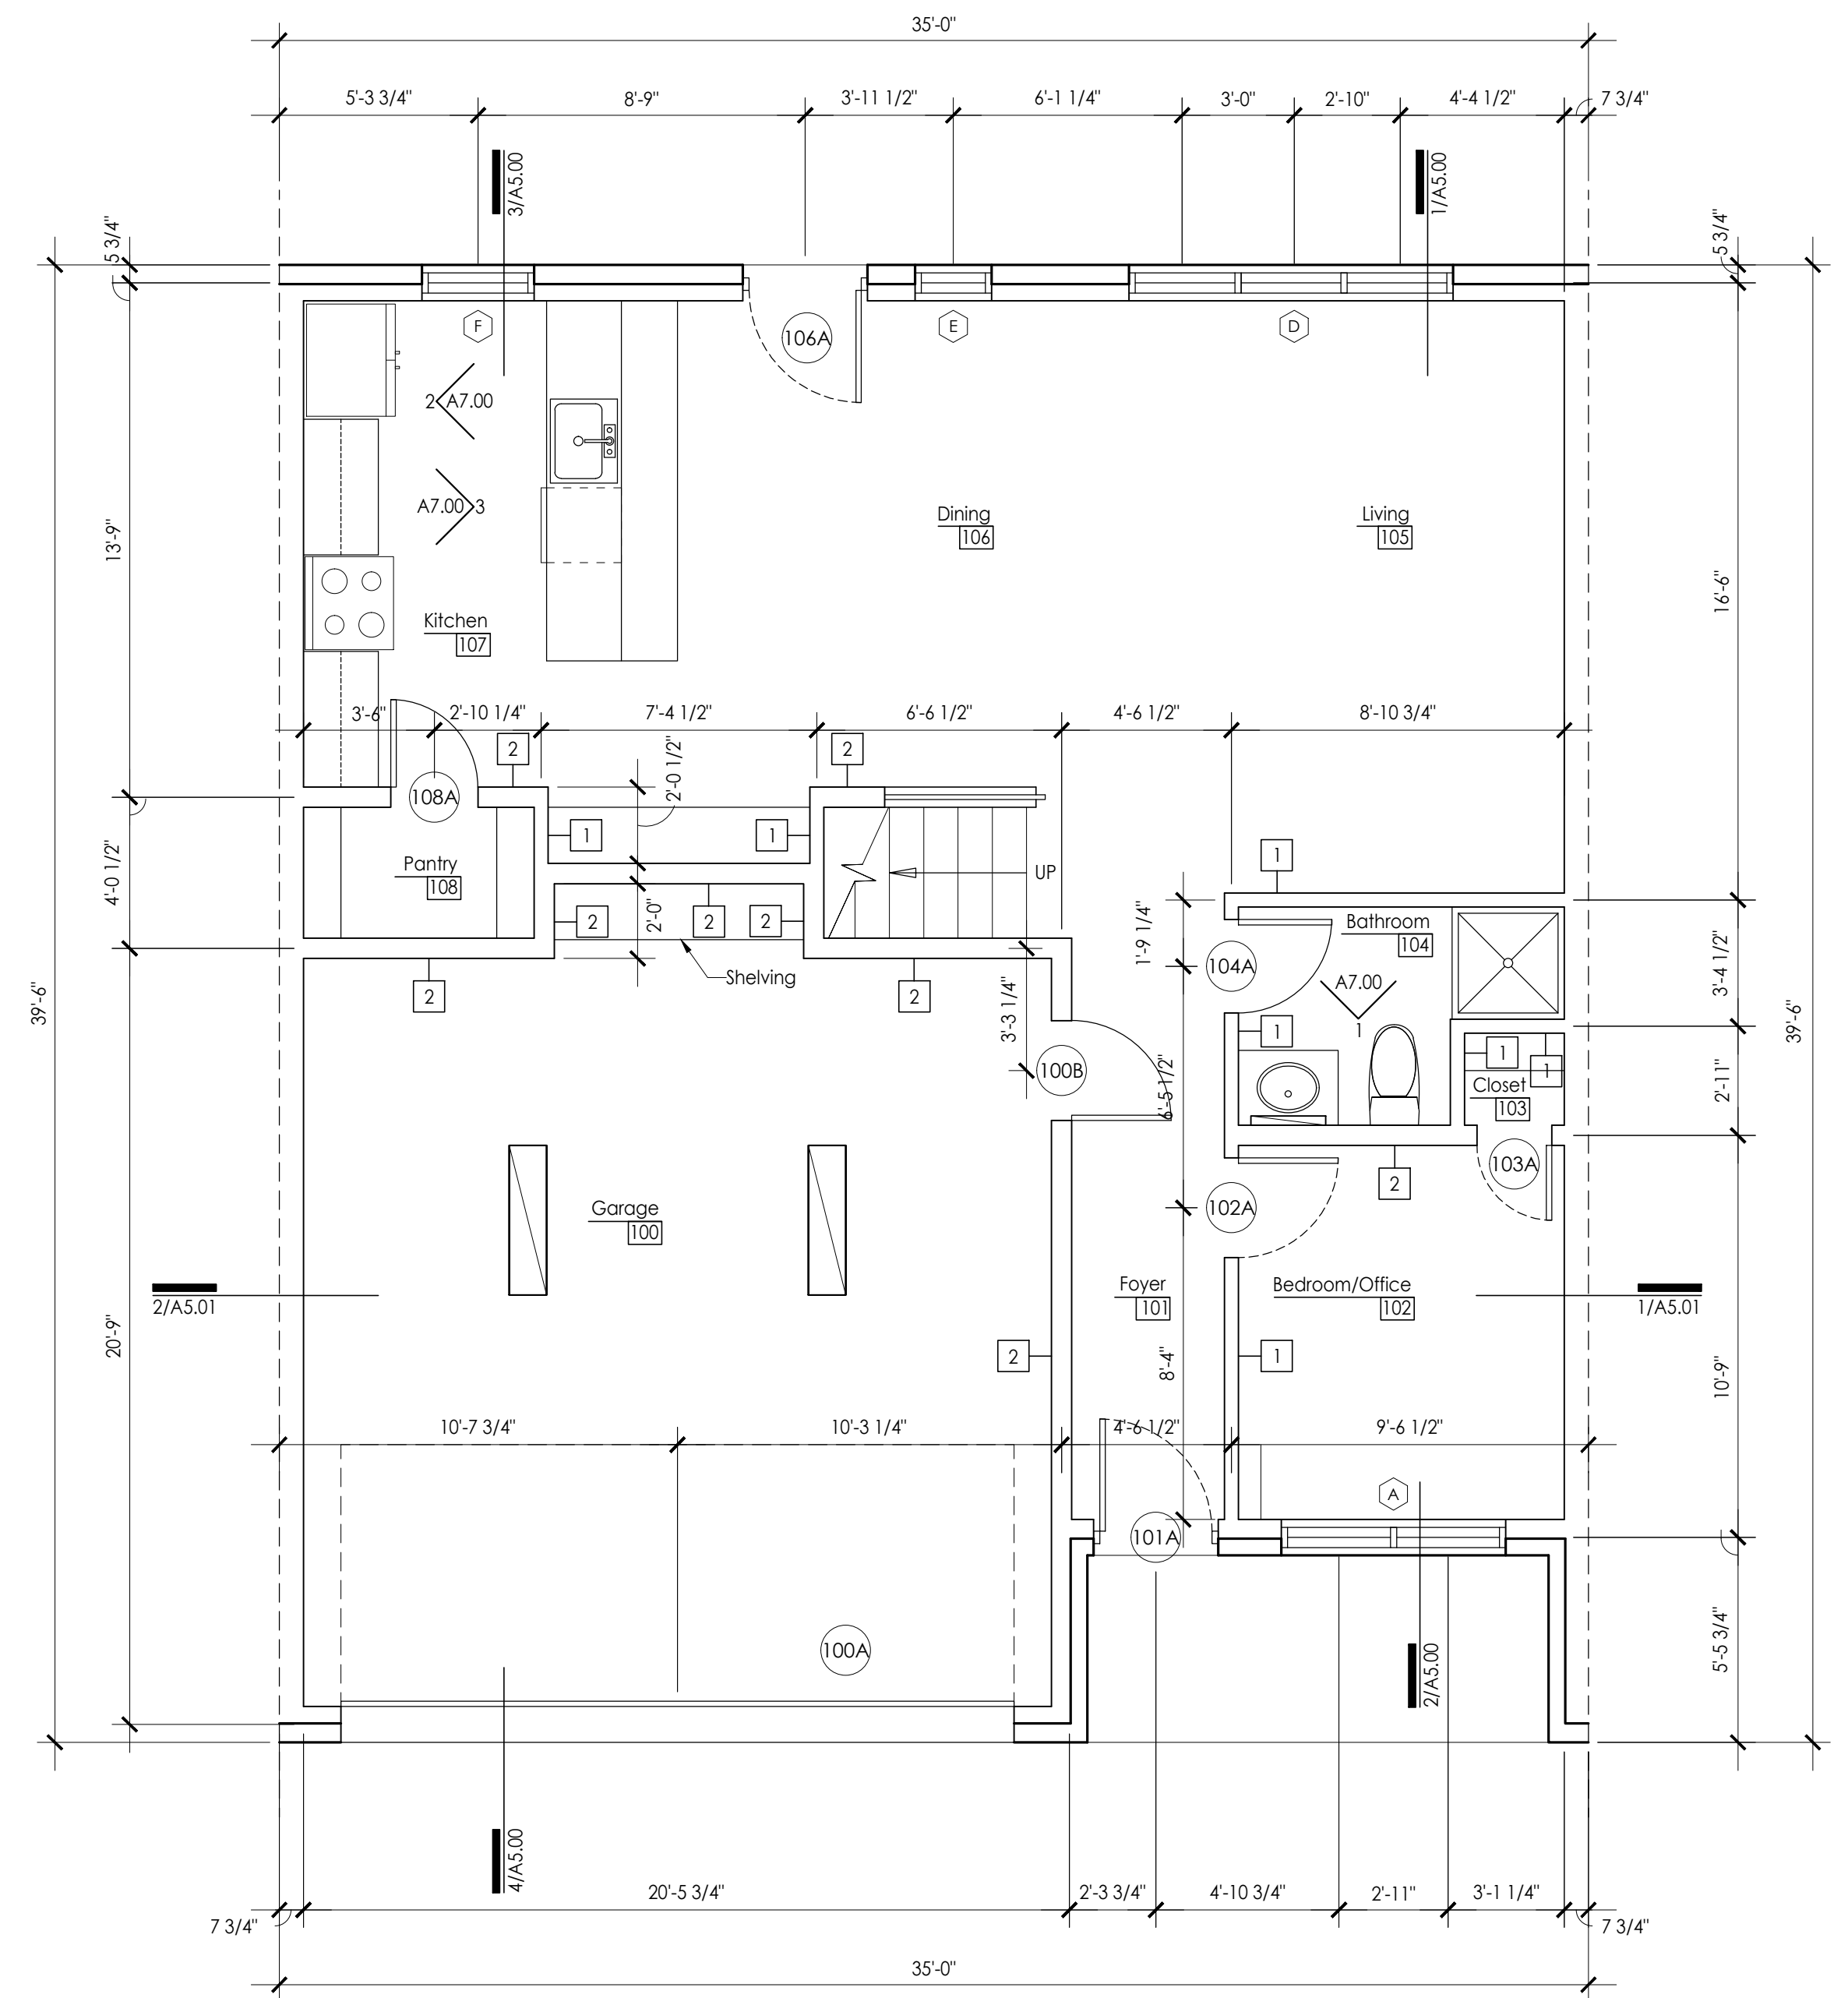 35'-0"
5'-3 3/4"
8'-9"
3'-11 1/2"
6'-1 1/4"
3'-0"
2'-10"
4'-4 1/2"
7 3/4"
3/A5.00
1/A5.00
5 3/4"
5 3/4"
F
106A
E
D
2
A7.00
A7.00
3
Dining
106
Living
105
13'-9"
16'-6"
Kitchen
107
3'-6"
2'-10 1/4"
7'-4 1/2"
6'-6 1/2"
4'-6 1/2"
8'-10 3/4"
2
2
2'-0 1/2"
108A
1
1
1
Pantry
108
UP
4'-0 1/2"
2
2
2
2'-0"
1'-9 1/4"
Bathroom
104
104A
Shelving
A7.00
1
3'-4 1/2"
2
2
39'-6"
39'-6"
3'-3 1/4"
1
1
1
100B
6'-5 1/2"
Closet
103
2'-11"
103A
2
Garage
100
102A
Foyer
101
Bedroom/Office
102
2/A5.01
1/A5.01
20'-9"
2
1
8'-4"
10'-9"
10'-7 3/4"
10'-3 1/4"
4'-6 1/2"
9'-6 1/2"
A
101A
100A
2/A5.00
5'-5 3/4"
4/A5.00
7 3/4"
20'-5 3/4"
2'-3 3/4"
4'-10 3/4"
2'-11"
3'-1 1/4"
7 3/4"
35'-0"